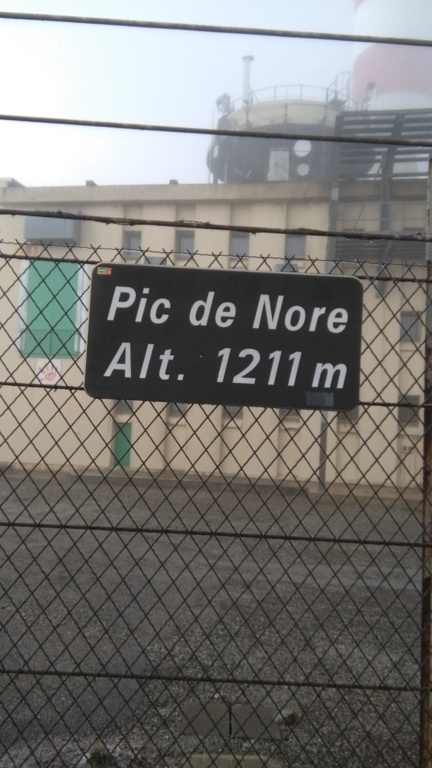 Pic de Nore
Alt. 1211 m